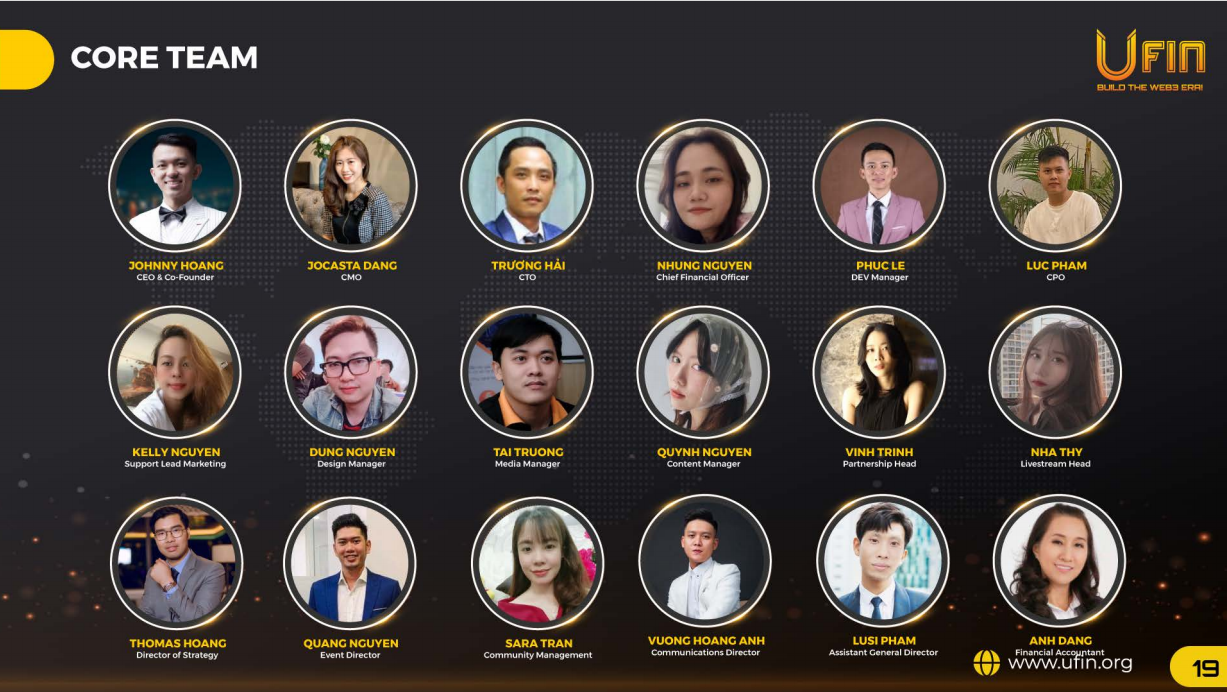 CORE TEAM
UFIN
BUILD THE WEB3 ERA!
JOHNNY HOANG
CEO & Co-Founder
JOCASTA DANG
CMO
TRƯƠNG HẢI
CTO
NHUNG NGUYEN
Chief Financial Officer
PHUC LE
DEV Manager
LUC PHAM
CPO
KELLY NGUYEN
Support Lead Marketing
DUNG NGUYEN
Design Manager
TAI TRUONG
Media Manager
QUYNH NGUYEN
Content Manager
VINH TRINH
Partnership Head
NHA THY
Livestream Head
THOMAS HOANG
Director of Strategy
QUANG NGUYEN
Event Director
SARA TRAN
Community Management
VUONG HOANG ANH
Communications Director
LUSI PHAM
Assistant General Director
ANH DANG
Financial Accountant
www.ufin.org
19